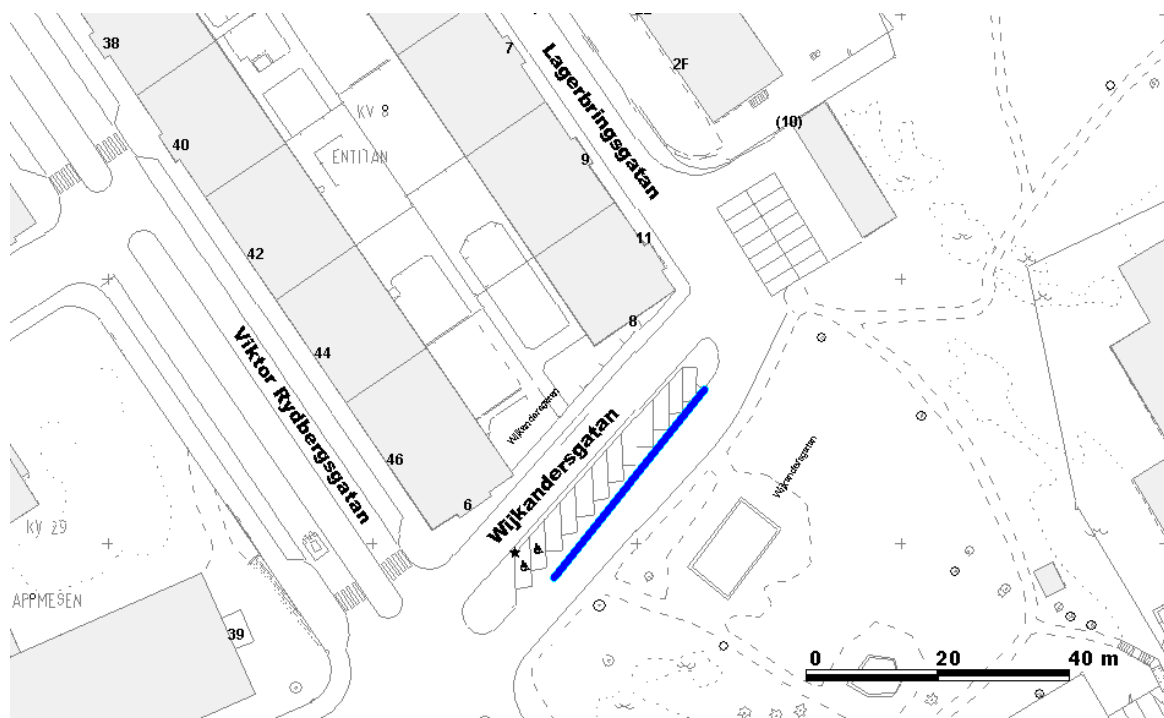 38
7
Lagerbringsgatan
2F
KV 8
(10)
40
ENTITAN
9
42
11
8
Viktor Rydbergsgatan
44
Wijkandersgatan
Wijkandersgatan
Wijkandersgatan
46
6
KV 29
APPMESEN
39
0 20 40 m